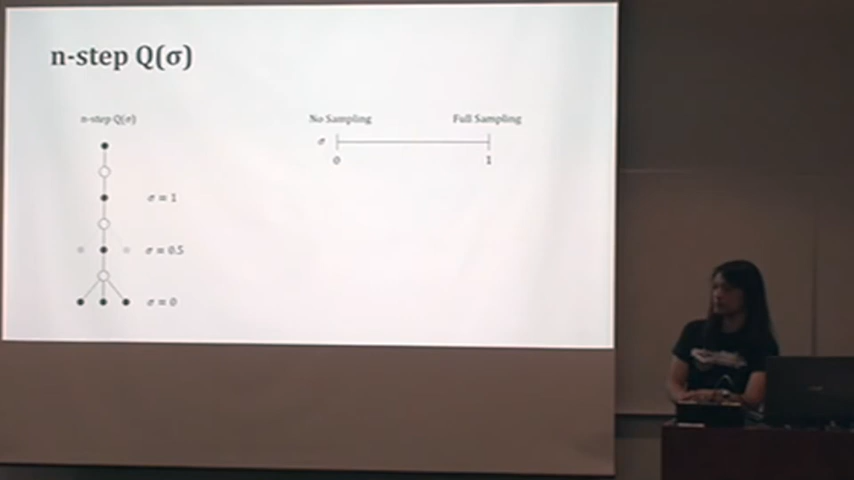 n-step Q(σ)
n-step Q(σ)
No Sampling
Full Sampling
σ
0
1
σ = 1
σ = 0.5
σ = 0